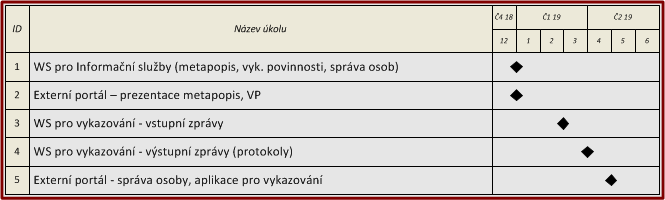 ID Název úkolu Č4 18 Č1 19 Č2 19
12 1 2 3 4 5 6
1 WS pro Informační služby (metapopis, vyk. povinnosti, správa osob)
2 Externí portál – prezentace metapopis, VP
3 WS pro vykazování - vstupní zprávy
4 WS pro vykazování - výstupní zprávy (protokoly)
5 Externí portál - správa osoby, aplikace pro vykazování